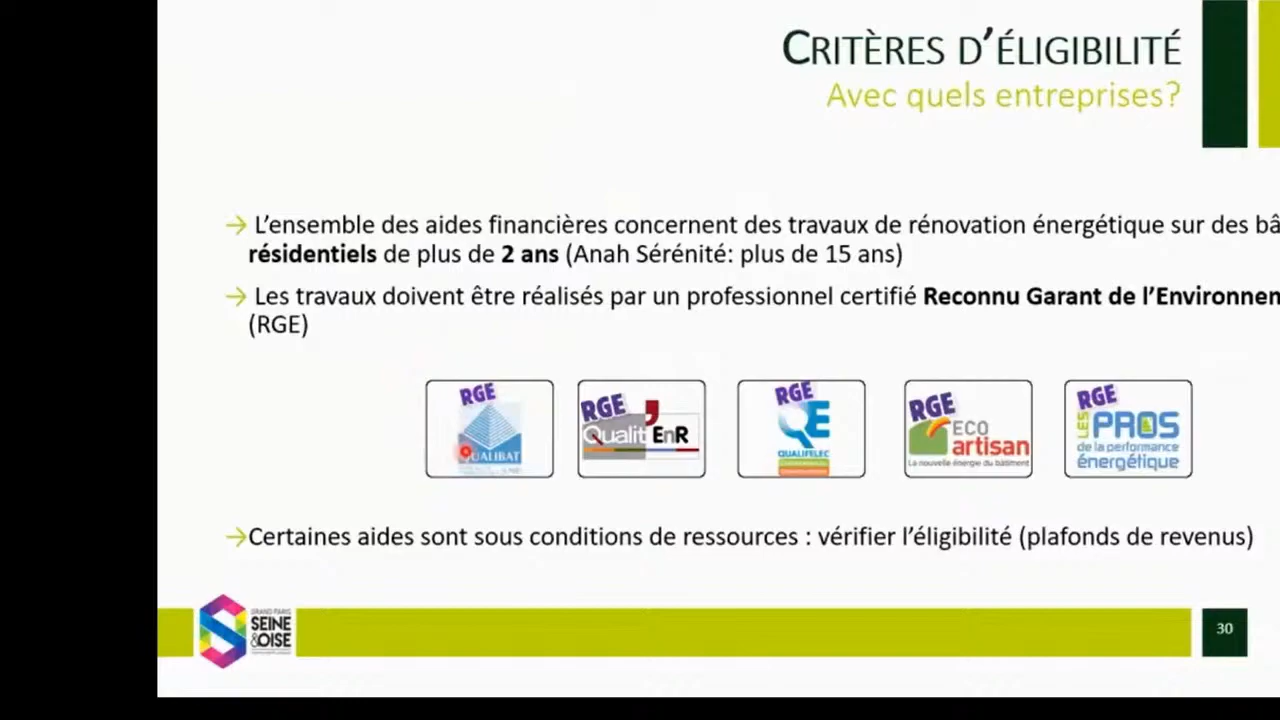 CRITÈRES D'ÉLIGIBILITÉ
Avec quels entreprises?
→ L'ensemble des aides financières concernent des travaux de rénovation énergétique sur des bâ
résidentiels de plus de 2 ans (Anah Sérénité: plus de 15 ans)
→ Les travaux doivent être réalisés par un professionnel certifié Reconnu Garant de l'Environnen
(RGE)
RGE
QUALIBAT
RGE
Qualit'EnR
RGE
QE
QUALIFELEC
RGE
ECO
artisan
La nouvelle énergie du bâtiment
RGE
LES PROS
de la performance
énergétique
→Certaines aides sont sous conditions de ressources : vérifier l'éligibilité (plafonds de revenus)
GRAND PARIS
SEINE
&OISE
30